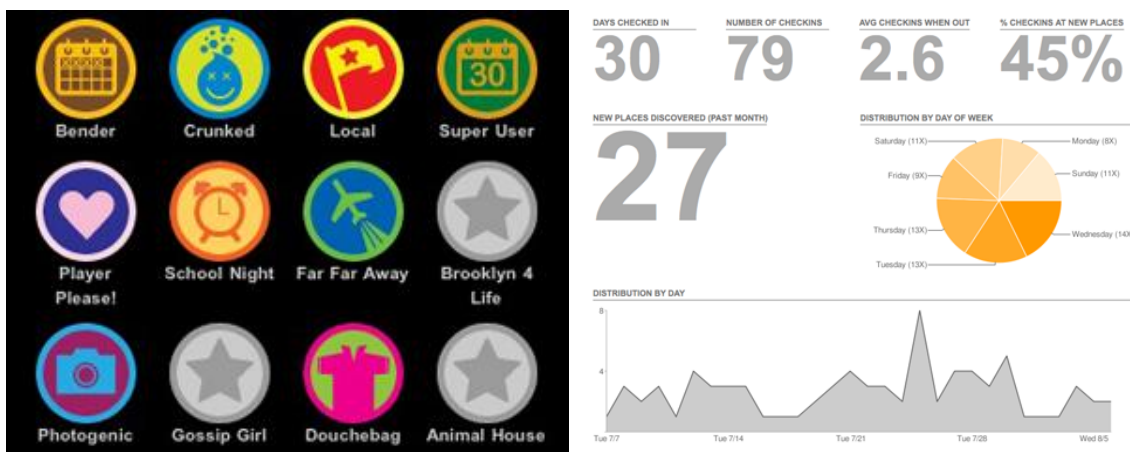 Bender
Crunked
Local
30
Super User
Player
Please!
School Night
Far Far Away
Brooklyn 4
Life
Photogenic
Gossip Girl
Douchebag
Animal House
DAYS CHECKED IN
30
NUMBER OF CHECKINS
79
AVG CHECKINS WHEN OUT
2.6
% CHECKINS AT NEW PLACES
45%
NEW PLACES DISCOVERED (PAST MONTH)
27
DISTRIBUTION BY DAY OF WEEK
Saturday (11X)
Monday (8X)
Friday (9X)
Sunday (11X)
Thursday (13X)
Wednesday (14X
Tuesday (13X)
DISTRIBUTION BY DAY
8
4
Tue 7/7
Tue 7/14
Tue 7/21
Tue 7/28
Wed 8/5